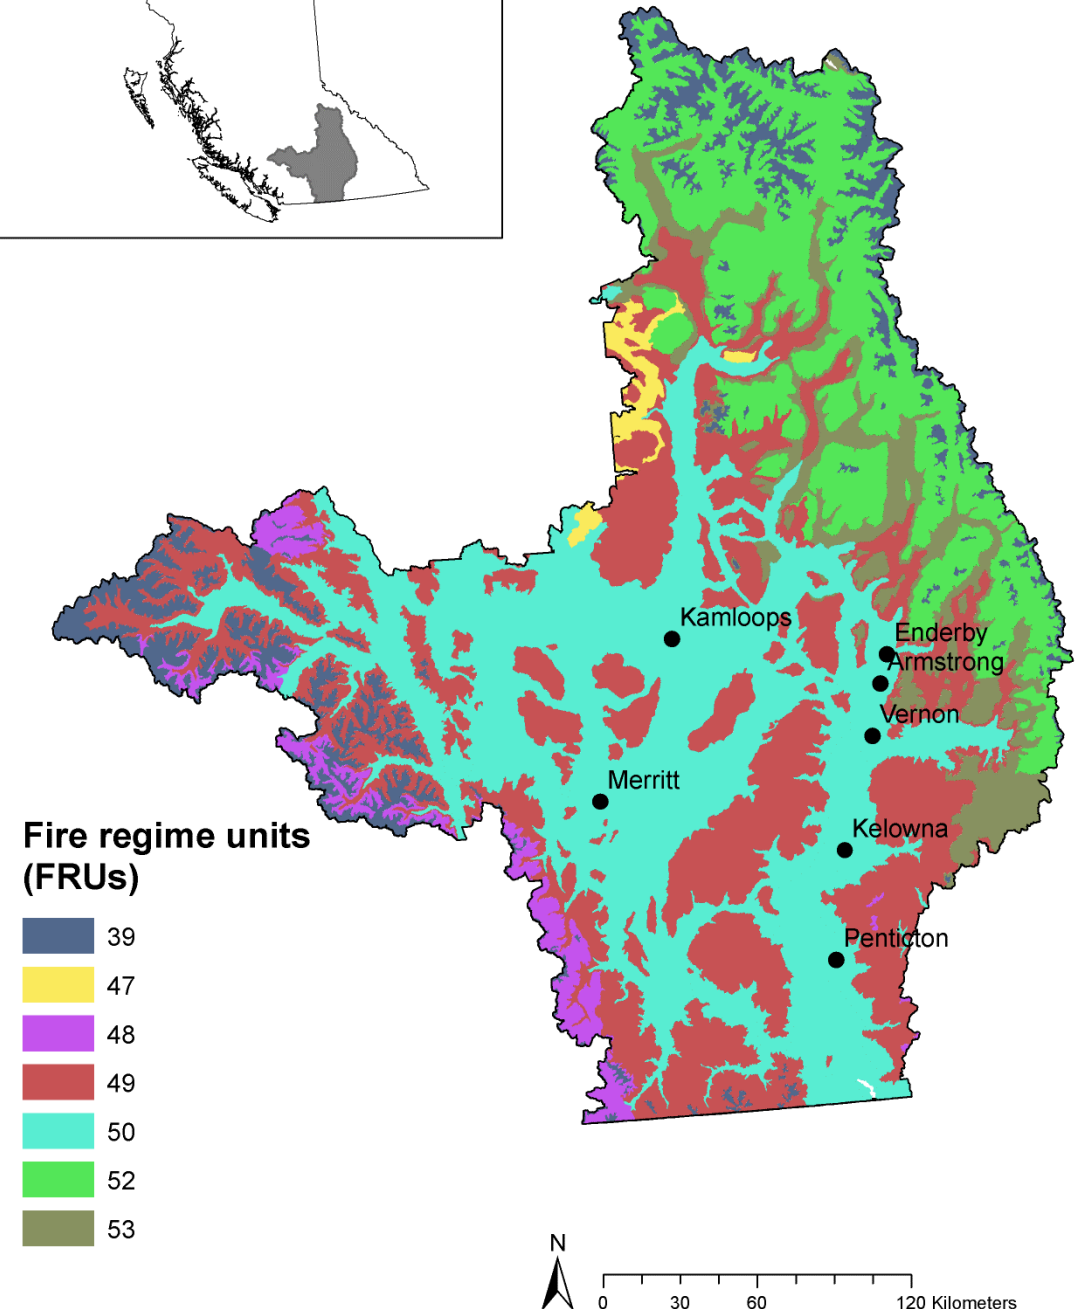 Kamloops
Enderby
Armstrong
Vernon
Merritt
Kelowna
Penticton
Fire regime units
(FRUs)
39
47
48
49
50
52
53
N
0 30 60 120 Kilometers